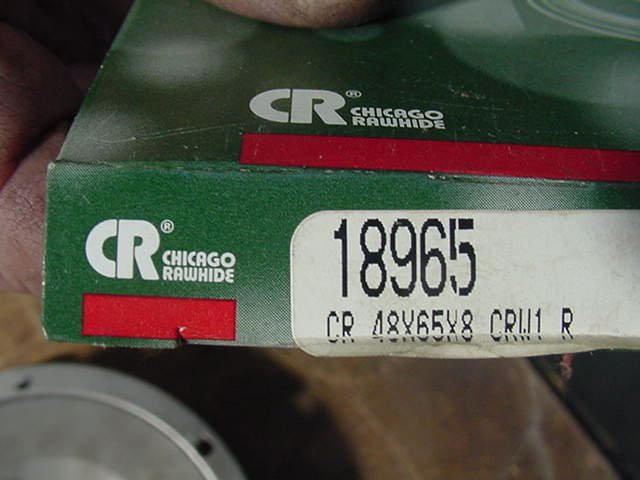 CR® CHICAGO
RAWHIDE
CR® CHICAGO
RAWHIDE
18965
CR 48X65X8 CRW1 R